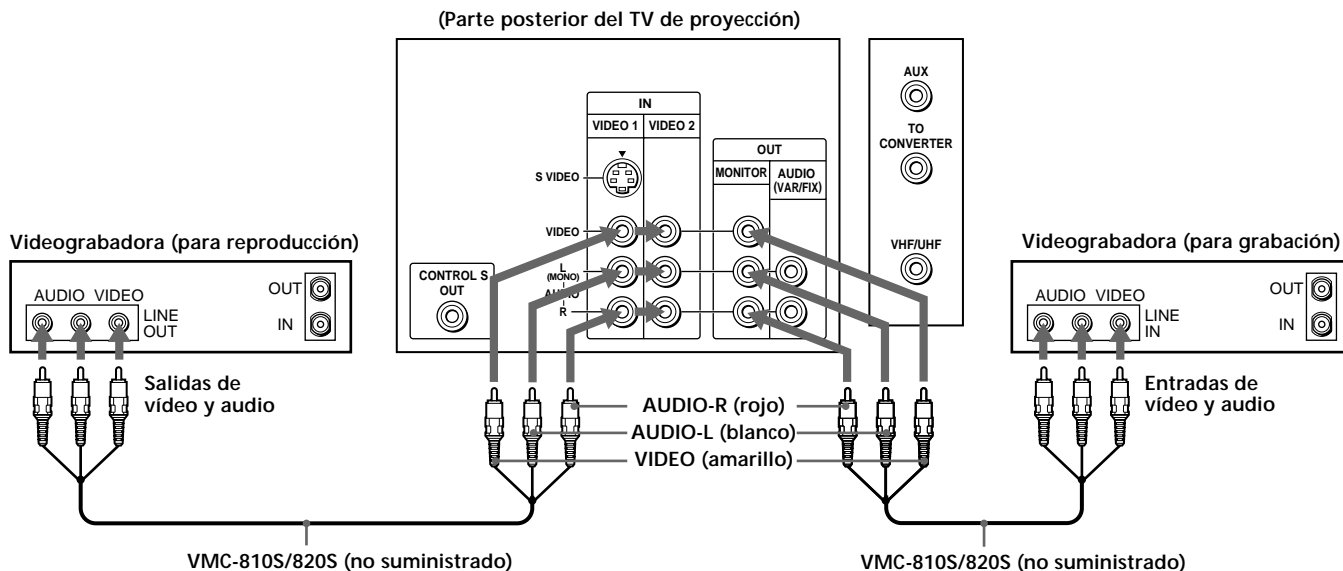 (Parte posterior del TV de proyección)
AUX
TO
CONVERTER
VHF/UHF
IN
VIDEO 1 VIDEO 2
OUT
MONITOR AUDIO
(VAR/FIX)
S VIDEO
VIDEO
L
(MONO)
AUDIO
R
CONTROL S
OUT
Videograbadora (para reproducción)
AUDIO VIDEO
LINE
OUT
OUT
IN
Salidas de
vídeo y audio
Videograbadora (para grabación)
AUDIO VIDEO
LINE
IN
OUT
IN
Entradas de
vídeo y audio
AUDIO-R (rojo)
AUDIO-L (blanco)
VIDEO (amarillo)
VMC-810S/820S (no suministrado)
VMC-810S/820S (no suministrado)